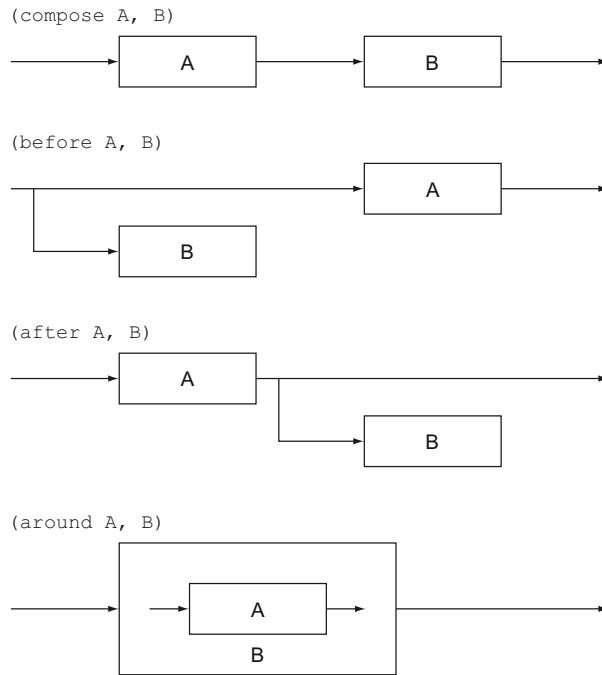 (compose A, B)
A B
(before A, B)
A
B
(after A, B)
A
B
(around A, B)
A
B